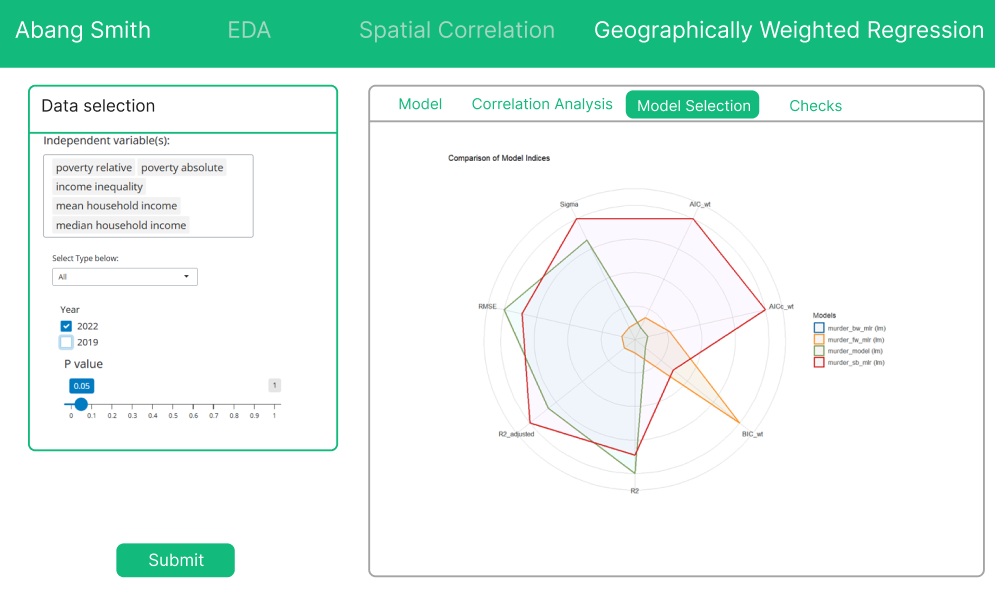 Abang Smith EDA Spatial Correlation Geographically Weighted Regression
Data selection
Independent variable(s):
poverty relative poverty absolute
income inequality
mean household income
median household income
Select Type below:
All
Year
2022
2019
P value
0.05 1
0 0.1 0.2 0.3 0.4 0.5 0.6 0.7 0.8 0.9 1
Submit
Model Correlation Analysis Model Selection Checks
Comparison of Model Indices
Sigma AIC_wt
RMSE AICc_wt
R2_adjusted BIC_wt
R2
Models
murder_bw_mlr (lm)
murder_fw_mlr (lm)
murder_model (lm)
murder_sb_mlr (lm)